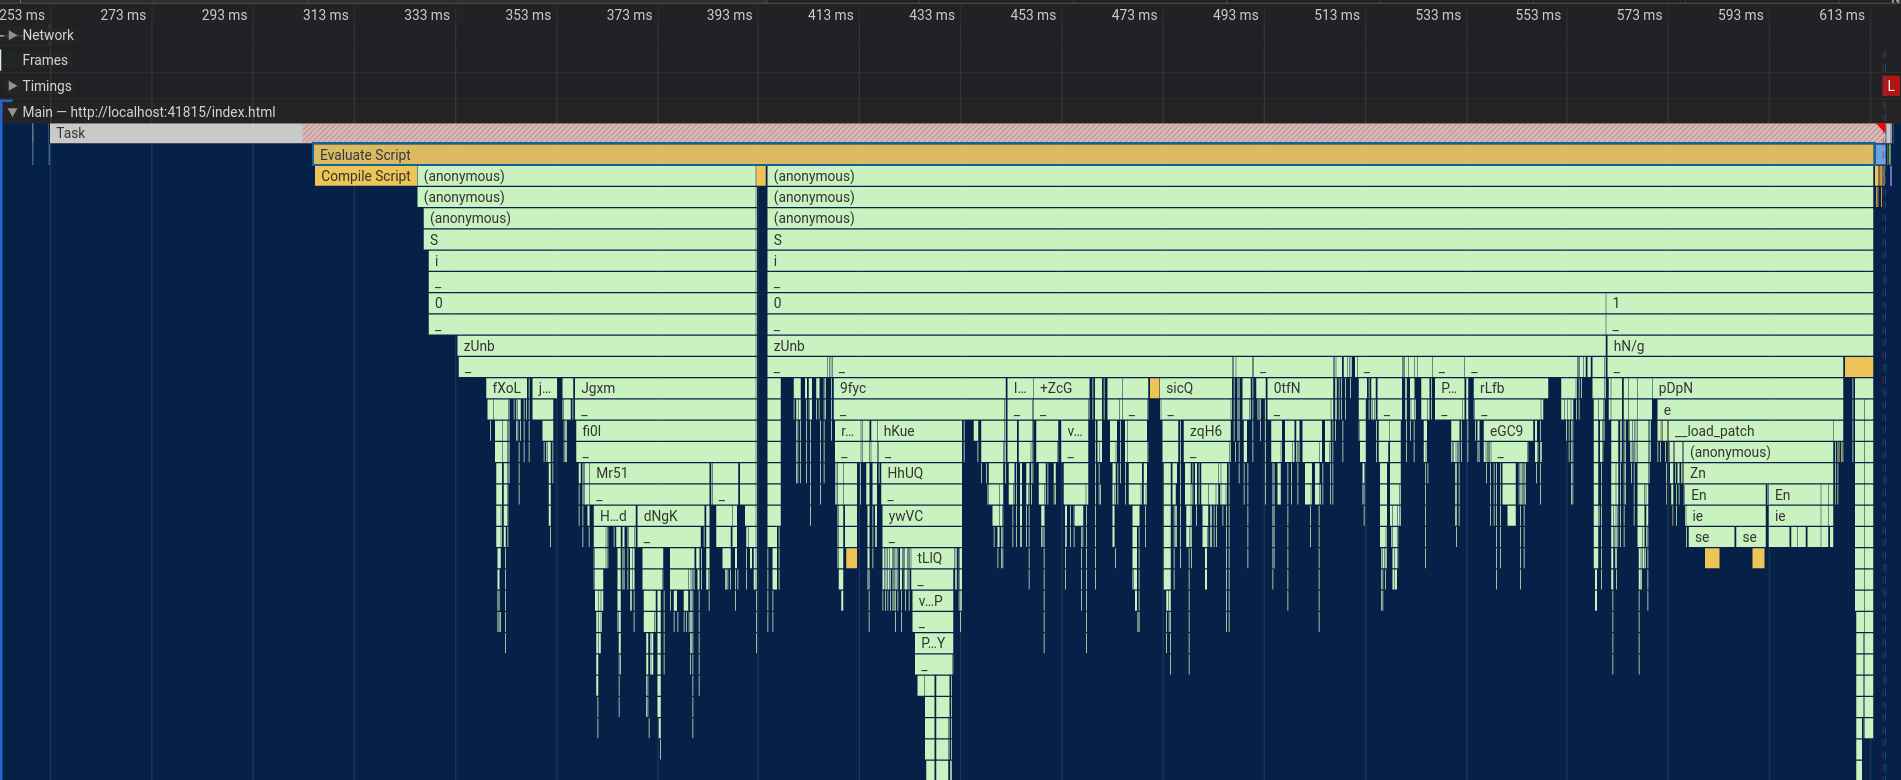 253 ms 273 ms 293 ms 313 ms 333 ms 353 ms 373 ms 393 ms 413 ms 433 ms 453 ms 473 ms 493 ms 513 ms 533 ms 553 ms 573 ms 593 ms 613 ms
Network
Frames
Timings
L
Main — http://localhost:41815/index.html
Task
Evaluate Script
Compile Script (anonymous) (anonymous)
(anonymous) (anonymous)
(anonymous) (anonymous)
S S
i i
_ _
0 0 1
_ _ _
zUnb zUnb hN/g
_ _ _ _ _ _ _ _
fXoL j... Jgxm 9fyc l... +ZcG sicQ 0tfN P... rLfb pDpN
_ _ _ _ _ _ _ _ _ e
fi0l r... hKue v... zqH6 eGC9 __load_patch
_ _ _ _ _ _ (anonymous)
Mr51 HhUQ Zn
_ _ _ En En
H...d dNgK ywVC ie ie
_ _ se se
tLIQ
_
v...P
_
P...Y
_